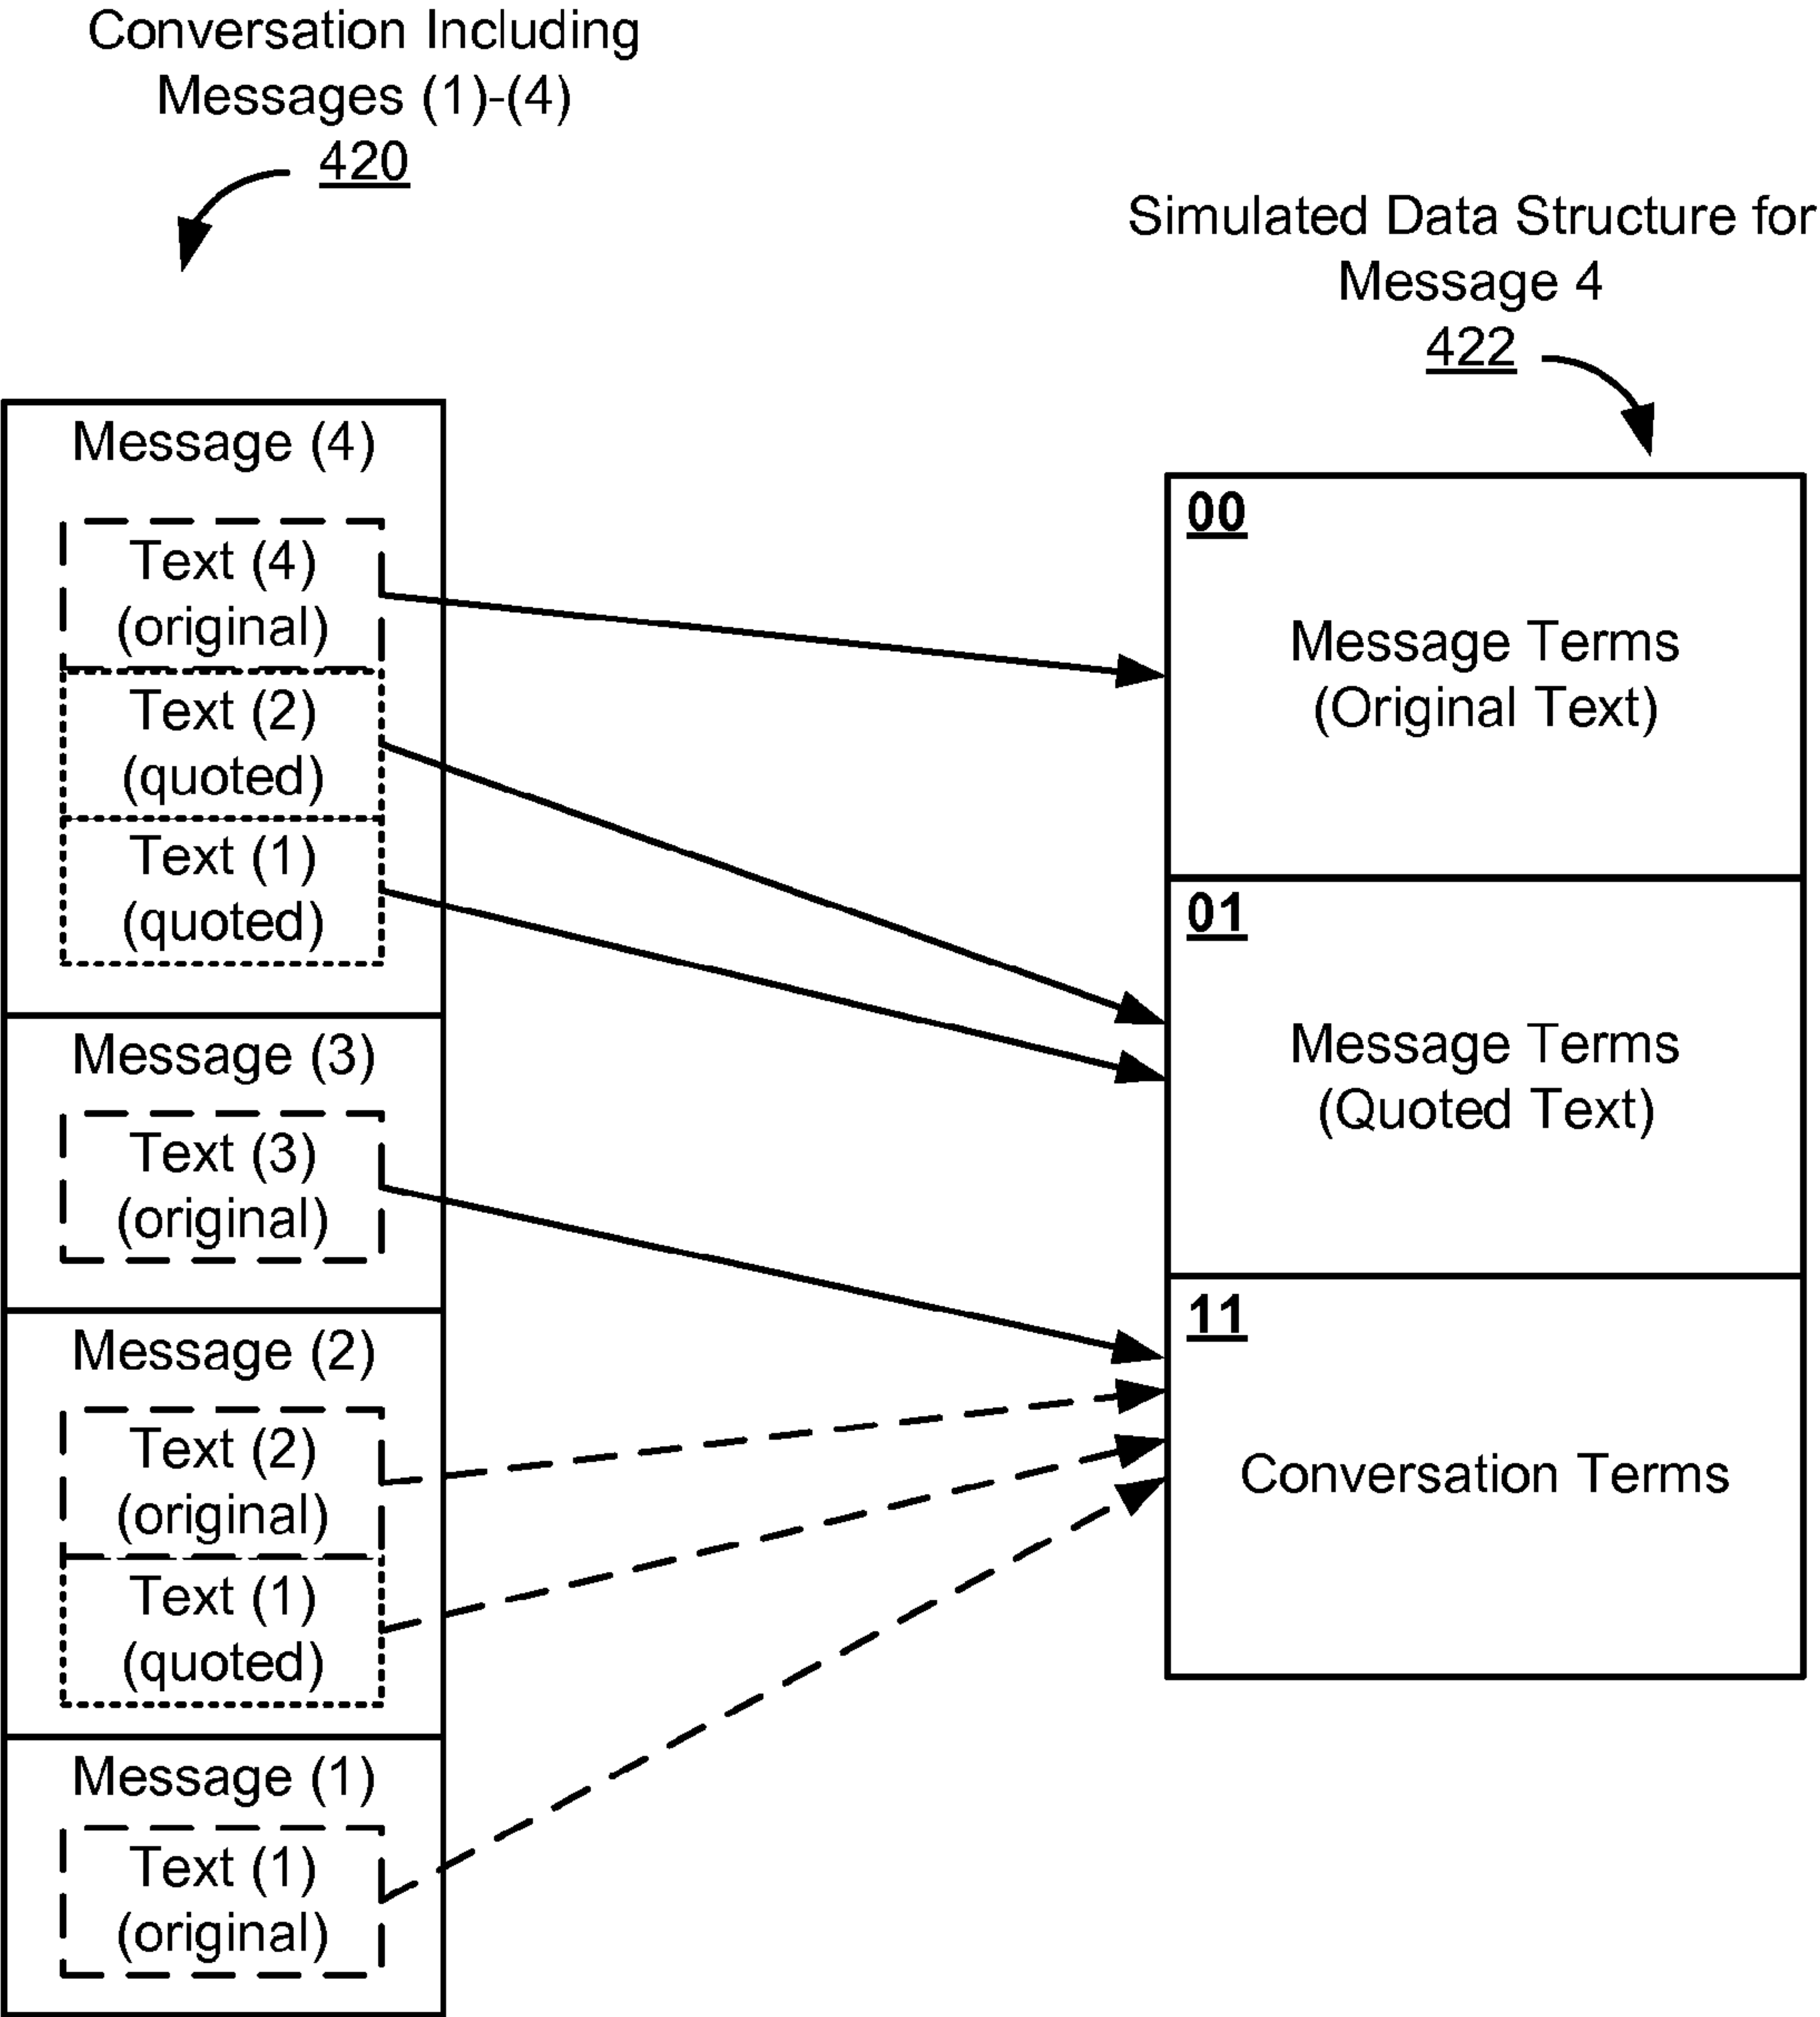 Conversation Including
Messages (1)-(4)
420
Simulated Data Structure for
Message 4
422
Message (4)
Text (4)
(original)
Text (2)
(quoted)
Text (1)
(quoted)
Message (3)
Text (3)
(original)
Message (2)
Text (2)
(original)
Text (1)
(quoted)
Message (1)
Text (1)
(original)
00
Message Terms
(Original Text)
01
Message Terms
(Quoted Text)
11
Conversation Terms